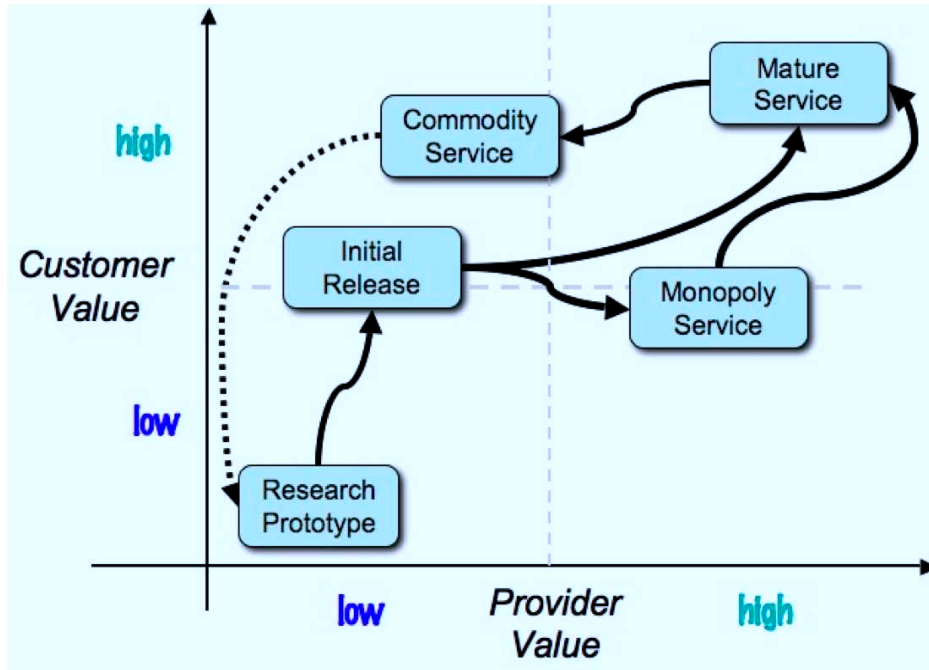 Mature
Service
Commodity
Service
high
Initial
Release
Customer
Value
Monopoly
Service
low
Research
Prototype
low
Provider
Value
high